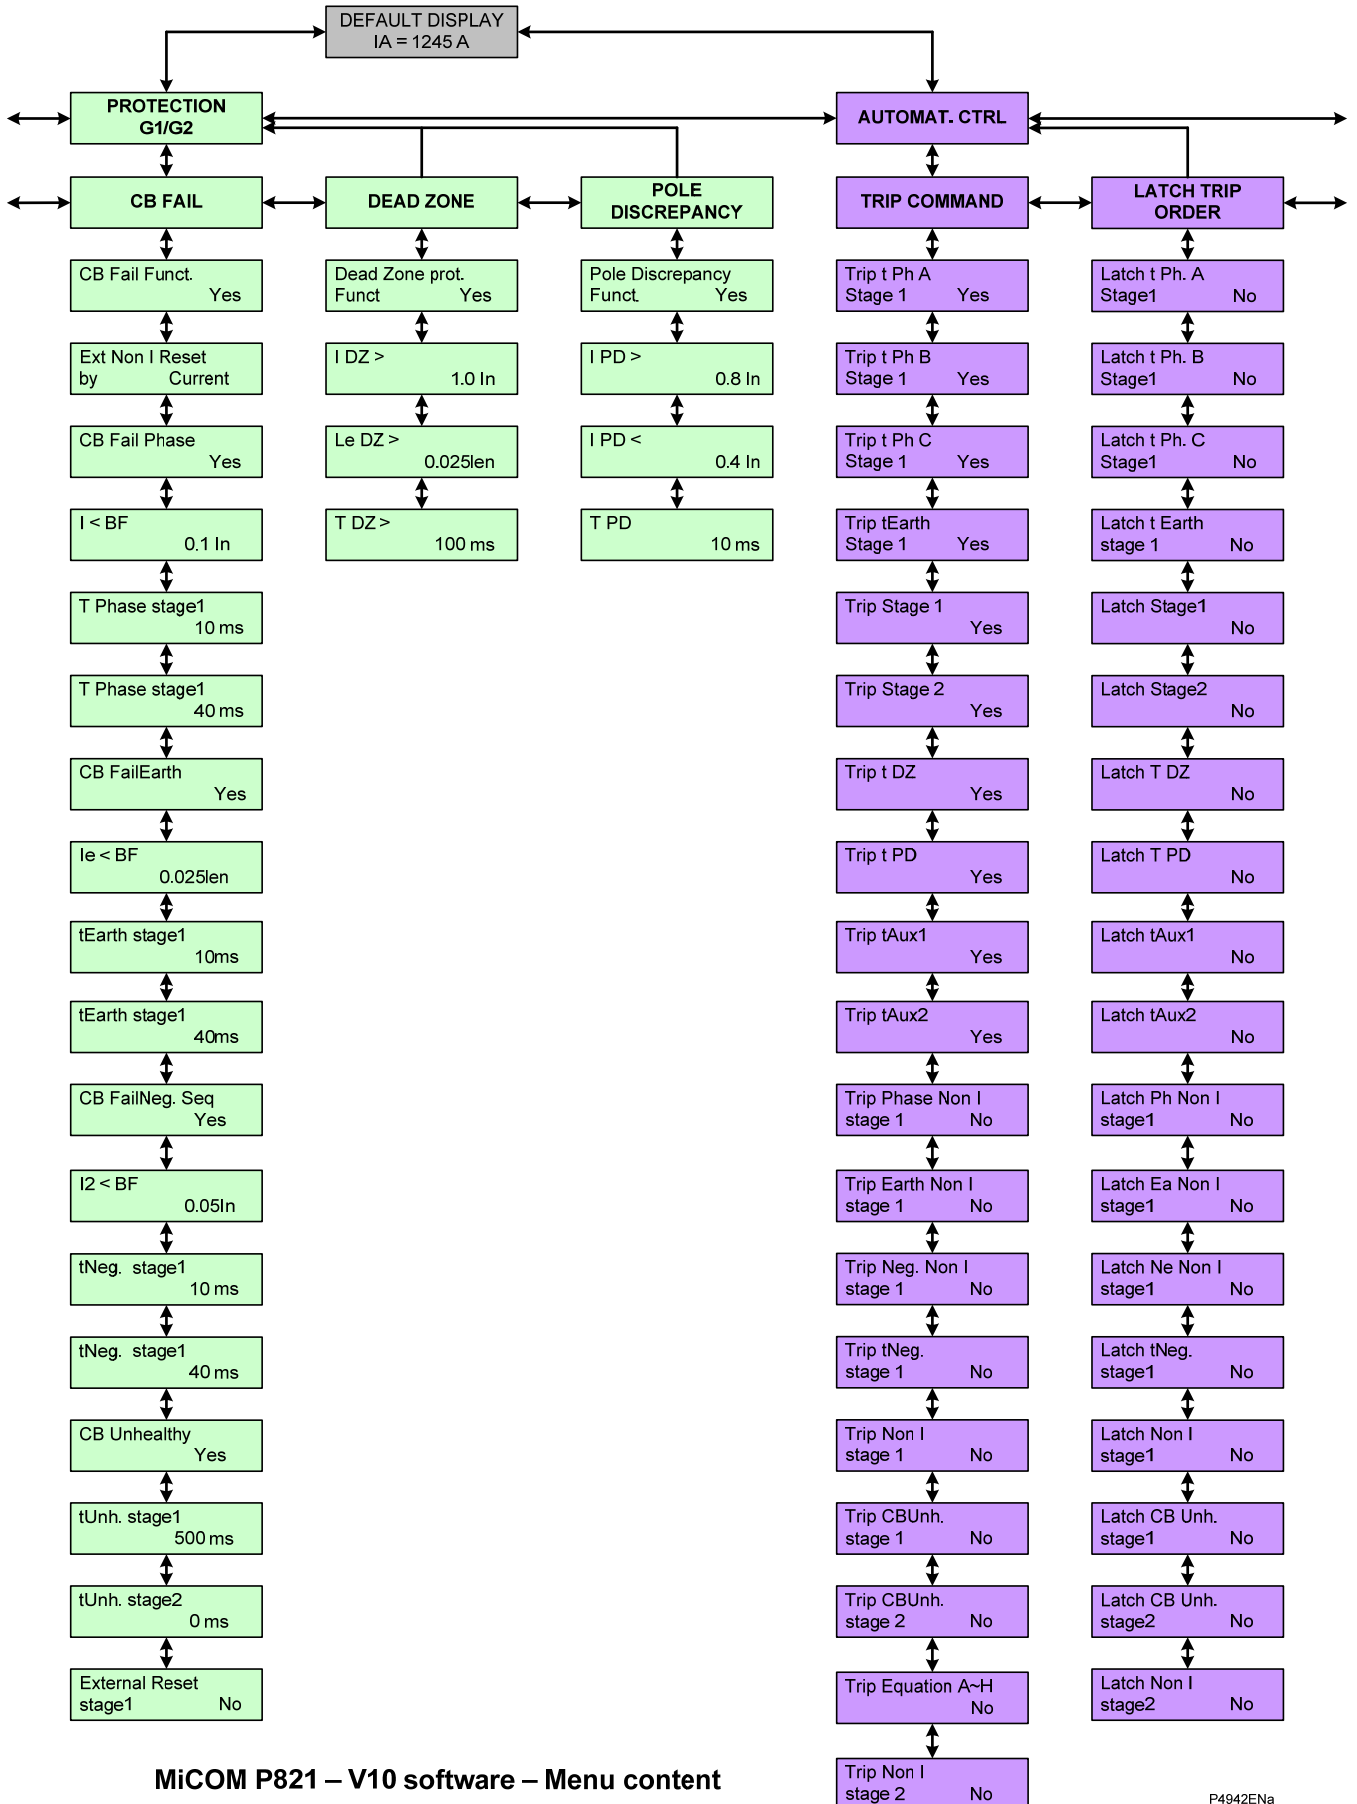 DEFAULT DISPLAY
IA = 1245 A
PROTECTION
G1/G2
CB FAIL
CB Fail Funct.
Yes
Ext Non I Reset
by Current
CB Fail Phase
Yes
I < BF
0.1 In
T Phase stage1
10 ms
T Phase stage1
40 ms
CB FailEarth
Yes
Ie < BF
0.025Ien
tEarth stage1
10ms
tEarth stage1
40ms
CB FailNeg. Seq
Yes
I2 < BF
0.05In
tNeg. stage1
10 ms
tNeg. stage1
40 ms
CB Unhealthy
Yes
tUnh. stage1
500 ms
tUnh. stage2
0 ms
External Reset
stage1 No
DEAD ZONE
Dead Zone prot.
Funct Yes
I DZ >
1.0 In
Le DZ >
0.025Ien
T DZ >
100 ms
POLE
DISCREPANCY
Pole Discrepancy
Funct. Yes
I PD >
0.8 In
I PD <
0.4 In
T PD
10 ms
AUTOMAT. CTRL
TRIP COMMAND
Trip t Ph A
Stage 1 Yes
Trip t Ph B
Stage 1 Yes
Trip t Ph C
Stage 1 Yes
Trip tEarth
Stage 1 Yes
Trip Stage 1
Yes
Trip Stage 2
Yes
Trip t DZ
Yes
Trip t PD
Yes
Trip tAux1
Yes
Trip tAux2
Yes
Trip Phase Non I
stage 1 No
Trip Earth Non I
stage 1 No
Trip Neg. Non I
stage 1 No
Trip tNeg.
stage 1 No
Trip Non I
stage 1 No
Trip CBUnh.
stage 1 No
Trip CBUnh.
stage 2 No
Trip Equation A~H
No
Trip Non I
stage 2 No
LATCH TRIP
ORDER
Latch t Ph. A
Stage1 No
Latch t Ph. B
Stage1 No
Latch t Ph. C
Stage1 No
Latch t Earth
stage 1 No
Latch Stage1
No
Latch Stage2
No
Latch T DZ
No
Latch T PD
No
Latch tAux1
No
Latch tAux2
No
Latch Ph Non I
stage1 No
Latch Ea Non I
stage1 No
Latch Ne Non I
stage1 No
Latch tNeg.
stage1 No
Latch Non I
stage1 No
Latch CB Unh.
stage1 No
Latch CB Unh.
stage2 No
Latch Non I
stage2 No
MiCOM P821 – V10 software – Menu content
P4942ENa